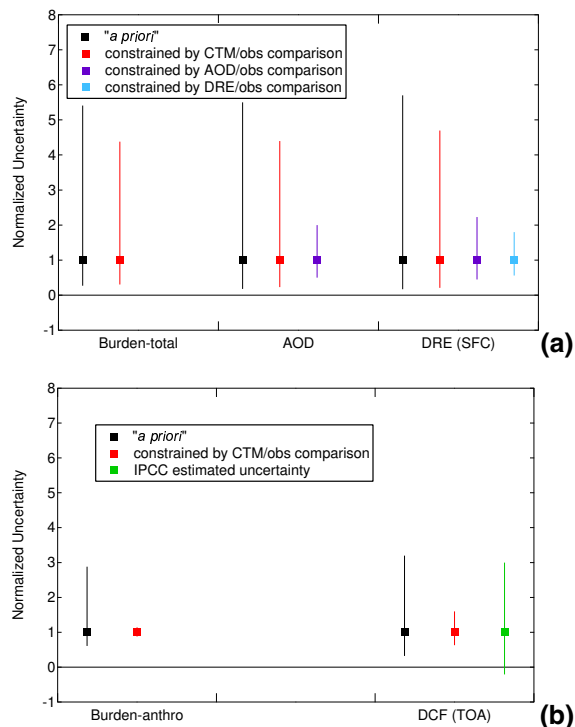 8
7
6
5
4
3
2
1
0
-1
Normalized Uncertainty
"a priori"
constrained by CTM/obs comparison
constrained by AOD/obs comparison
constrained by DRE/obs comparison
Burden-total AOD DRE (SFC) (a)
8
7
6
5
4
3
2
1
0
-1
Normalized Uncertainty
"a priori"
constrained by CTM/obs comparison
IPCC estimated uncertainty
Burden-anthro DCF (TOA) (b)